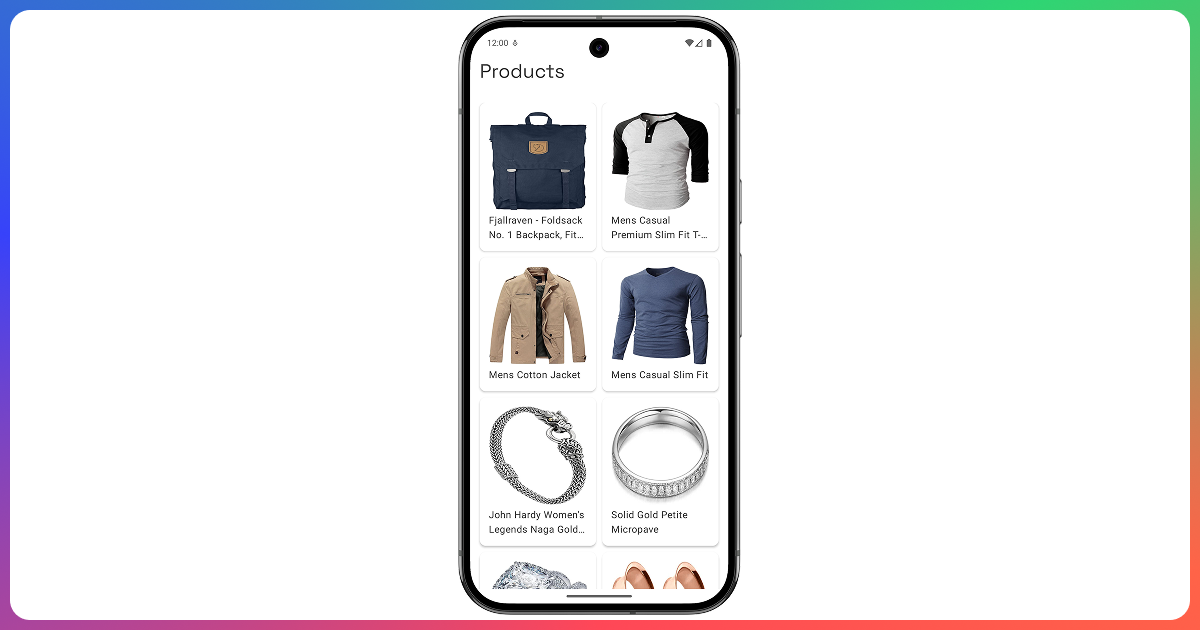 12:00
Products
Fjallraven - Foldsack
No. 1 Backpack, Fit...
Mens Casual
Premium Slim Fit T-...
Mens Cotton Jacket
Mens Casual Slim Fit
John Hardy Women's
Legends Naga Gold...
Solid Gold Petite
Micropave